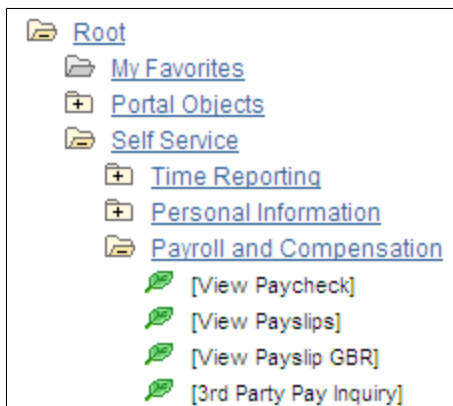 Root
My Favorites
Portal Objects
Self Service
Time Reporting
Personal Information
Payroll and Compensation
[View Paycheck]
[View Payslips]
[View Payslip GBR]
[3rd Party Pay Inquiry]